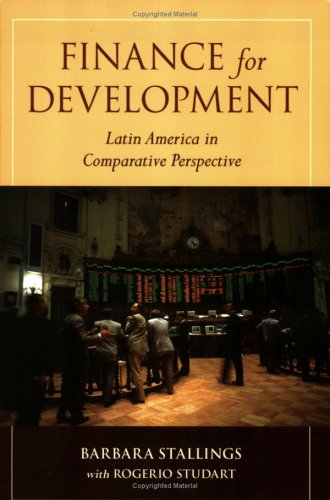 Copyrighted Material
FINANCE for
DEVELOPMENT
Latin America in
Comparative Perspective
BARBARA STALLINGS
with ROGERIO STUDART
Copyrighted Material